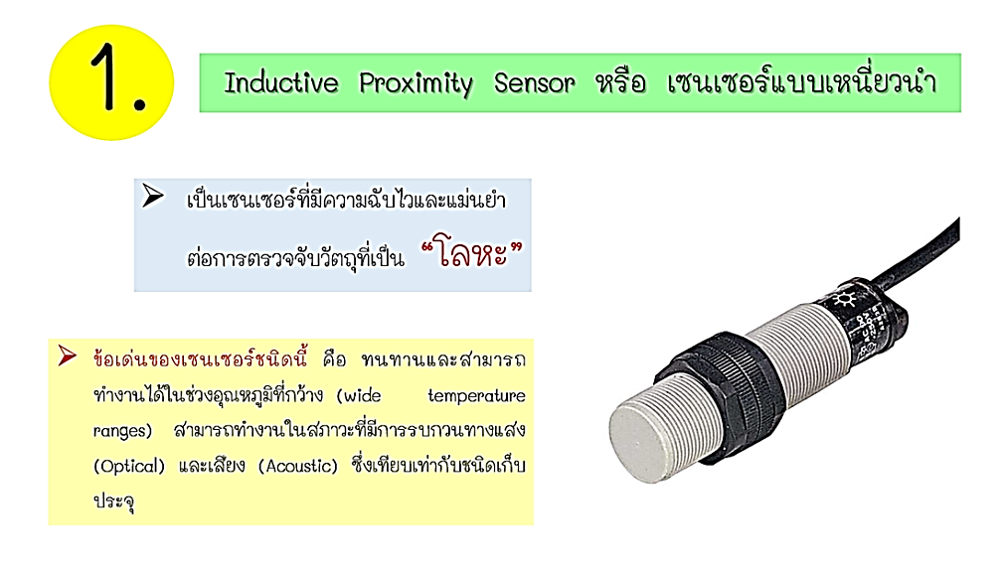 1.
Inductive Proximity Sensor หรือ เซนเซอร์แบบเหนี่ยวนำ
เป็นเซนเซอร์ที่มีความฉับไวและแม่นยำ
ต่อการตรวจจับวัตถุที่เป็น “โลหะ”
ข้อเด่นของเซนเซอร์ชนิดนี้ คือ ทนทานและสามารถ
ทำงานได้ในช่วงอุณหภูมิที่กว้าง (wide temperature
ranges) สามารถทำงานในสภาวะที่มีการรบกวนทางแสง
(Optical) และเสียง (Acoustic) ซึ่งเทียบเท่ากับชนิดเก็บ
ประจุ